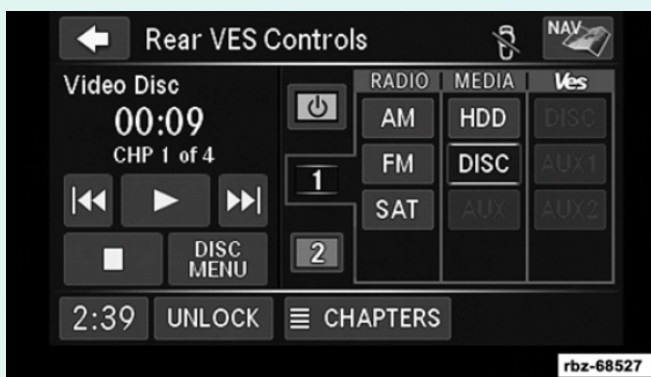 Rear VES Controls
NAV
Video Disc
00:09
CHP 1 of 4
DISC
MENU
1
2
RADIO
MEDIA
Ves
AM
HDD
DISC
FM
DISC
AUX1
SAT
AUX
AUX2
2:39
UNLOCK
CHAPTERS
rbz-68527